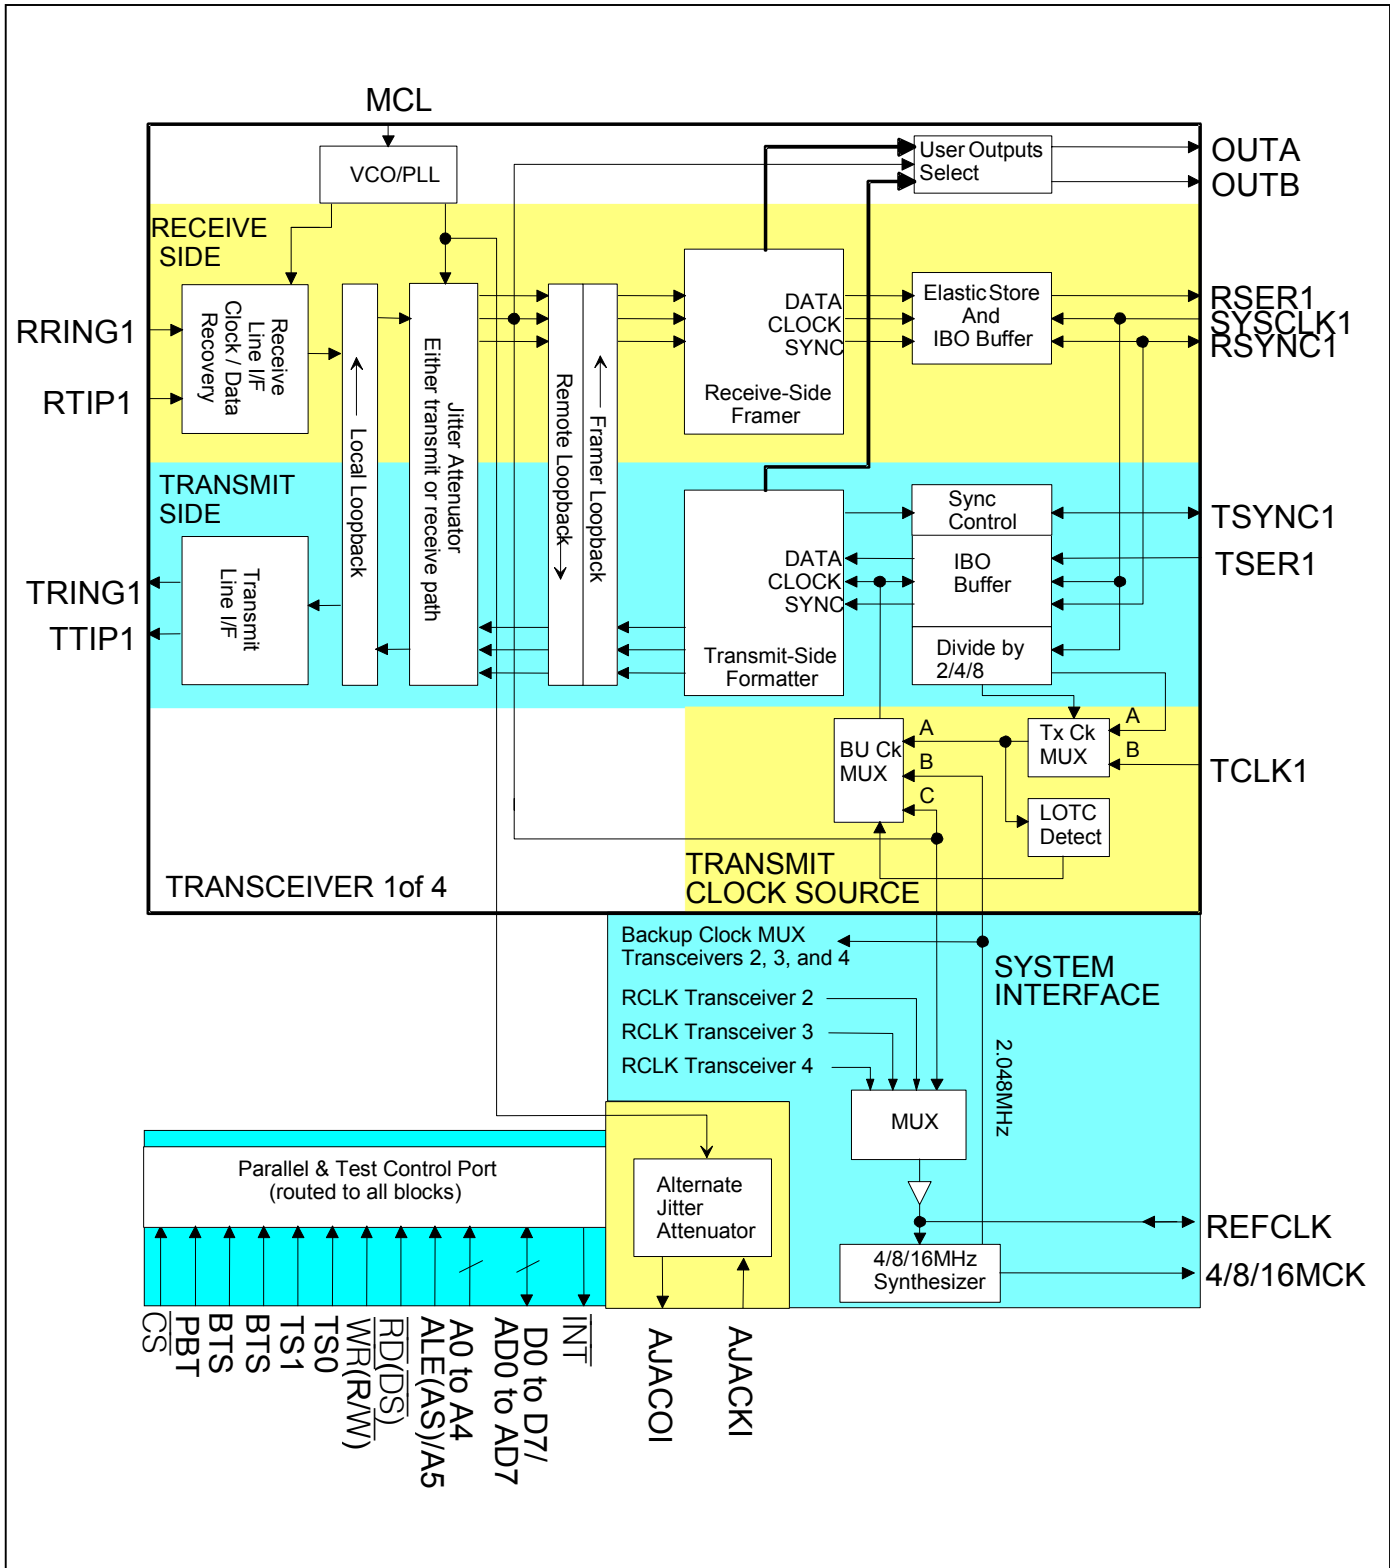 MCL
VCO/PLL
User Outputs
Select
OUTA
OUTB
RECEIVE
SIDE
RRING1
RTIP1
Receive
Line I/F
Clock / Data
Recovery
Local Loopback
Jitter Attenuator
Either transmit or receive path
Remote Loopback
Framer Loopback
DATA
CLOCK
SYNC
Receive-Side
Framer
Elastic Store
And
IBO Buffer
RSER1
SYSCLK1
RSYNC1
TRANSMIT
SIDE
TRING1
TTIP1
Transmit
Line I/F
DATA
CLOCK
SYNC
Transmit-Side
Formatter
Sync
Control
IBO
Buffer
Divide by
2/4/8
TSYNC1
TSER1
BU Ck
MUX
A
B
C
Tx Ck
MUX
A
B
TCLK1
LOTC
Detect
TRANSMIT
CLOCK SOURCE
TRANSCEIVER 1of 4
Backup Clock MUX
Transceivers 2, 3, and 4
SYSTEM
INTERFACE
RCLK Transceiver 2
RCLK Transceiver 3
RCLK Transceiver 4
2.048MHz
MUX
Parallel & Test Control Port
(routed to all blocks)
Alternate
Jitter
Attenuator
4/8/16MHz
Synthesizer
REFCLK
4/8/16MCK
CS
PBT
BTS
BTS
TS1
TS0
WR(R/W)
RD(DS)
ALE(AS)/A5
A0 to A4
D0 to D7/
AD0 to AD7
INT
AJACOI
AJACKI